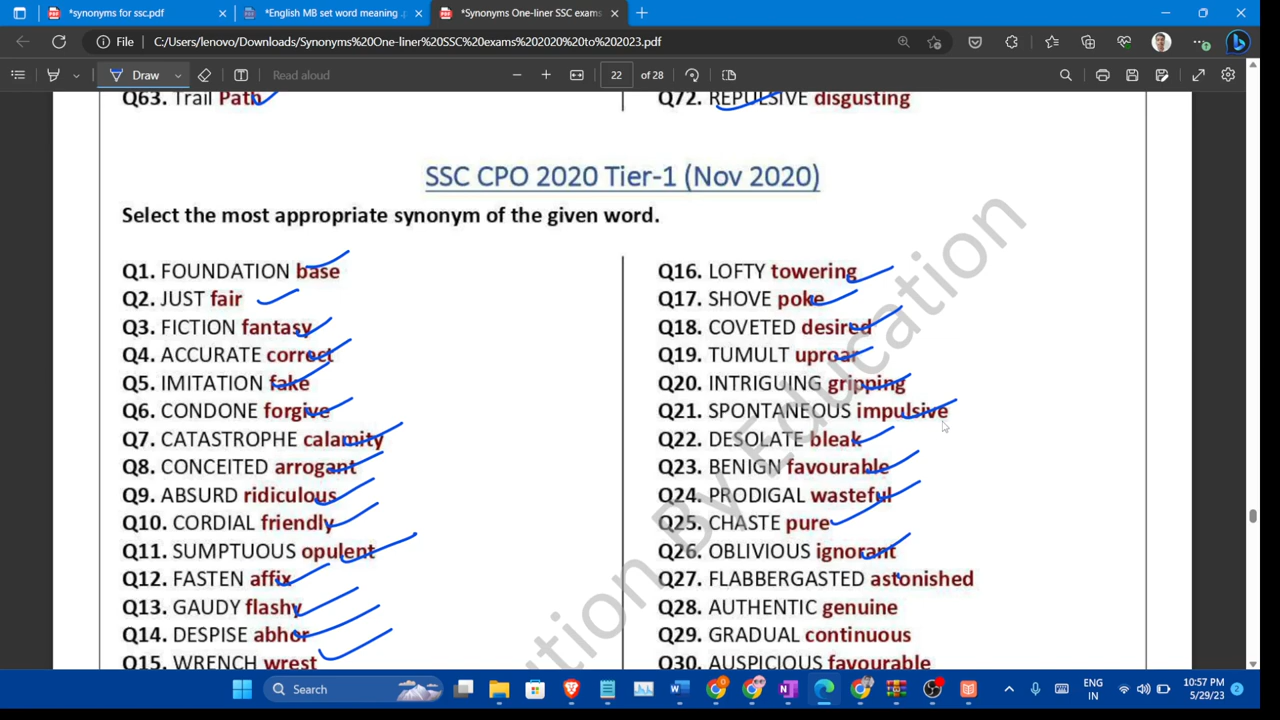 *synonyms for ssc.pdf
*English MB set word meaning .p
*Synonyms One-liner SSC exams
File
C:/Users/lenovo/Downloads/Synonyms%20One-liner%20SSC%20exams%202020%20to%202023.pdf
Draw
Read aloud
22 of 28
Q63. Trail Path
Q72. REPULSIVE disgusting
SSC CPO 2020 Tier-1 (Nov 2020)
Select the most appropriate synonym of the given word.
Q1. FOUNDATION base
Q2. JUST fair
Q3. FICTION fantasy
Q4. ACCURATE correct
Q5. IMITATION fake
Q6. CONDONE forgive
Q7. CATASTROPHE calamity
Q8. CONCEITED arrogant
Q9. ABSURD ridiculous
Q10. CORDIAL friendly
Q11. SUMPTUOUS opulent
Q12. FASTEN affix
Q13. GAUDY flashy
Q14. DESPISE abhor
Q15. WRENCH wrest
Q16. LOFTY towering
Q17. SHOVE poke
Q18. COVETED desired
Q19. TUMULT uproar
Q20. INTRIGUING gripping
Q21. SPONTANEOUS impulsive
Q22. DESOLATE bleak
Q23. BENIGN favourable
Q24. PRODIGAL wasteful
Q25. CHASTE pure
Q26. OBLIVIOUS ignorant
Q27. FLABBERGASTED astonished
Q28. AUTHENTIC genuine
Q29. GRADUAL continuous
Q30. AUSPICIOUS favourable
ution By Education
Search
ENG
IN
10:57 PM
5/29/23
2